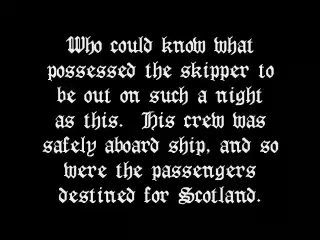 Who could know what
possessed the skipper to
be out on such a night
as this.  His crew was
safely aboard ship, and so
were the passengers
destined for Scotland.